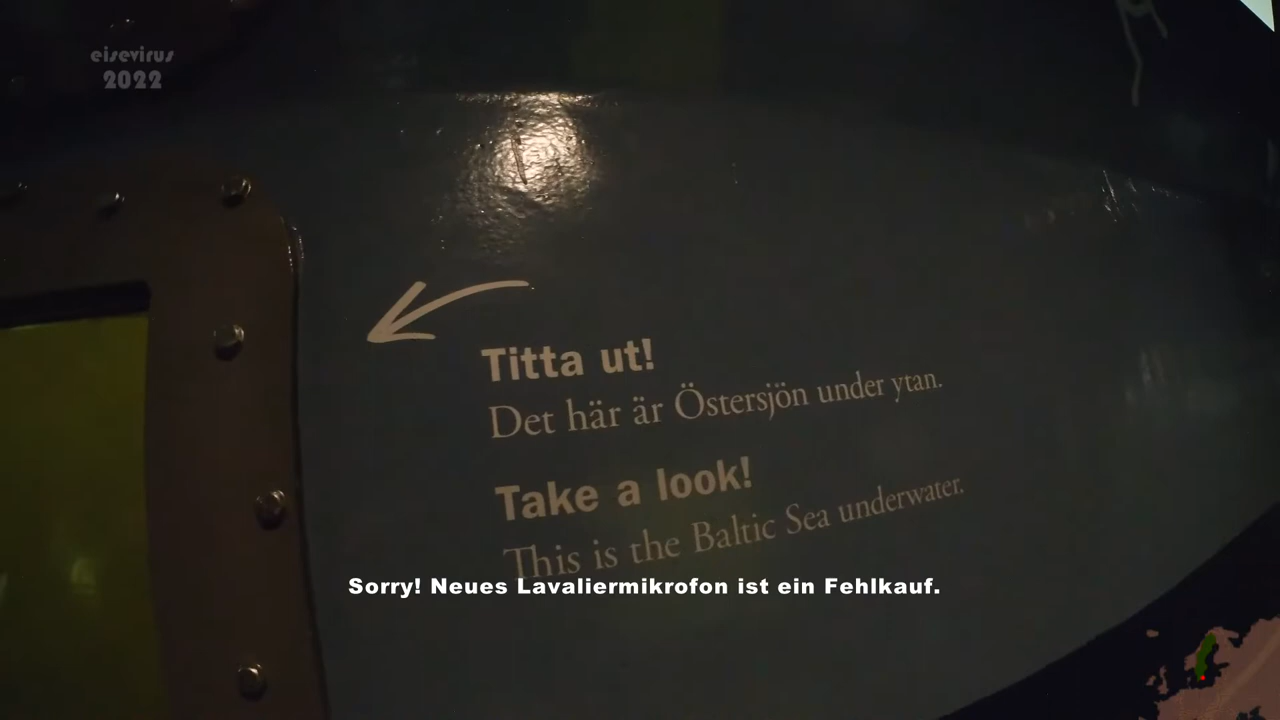 eisevirus
2022
Titta ut!
Det här är Östersjön under ytan.
Take a look!
This is the Baltic Sea underwater.
Sorry! Neues Lavaliermikrofon ist ein Fehlkauf.